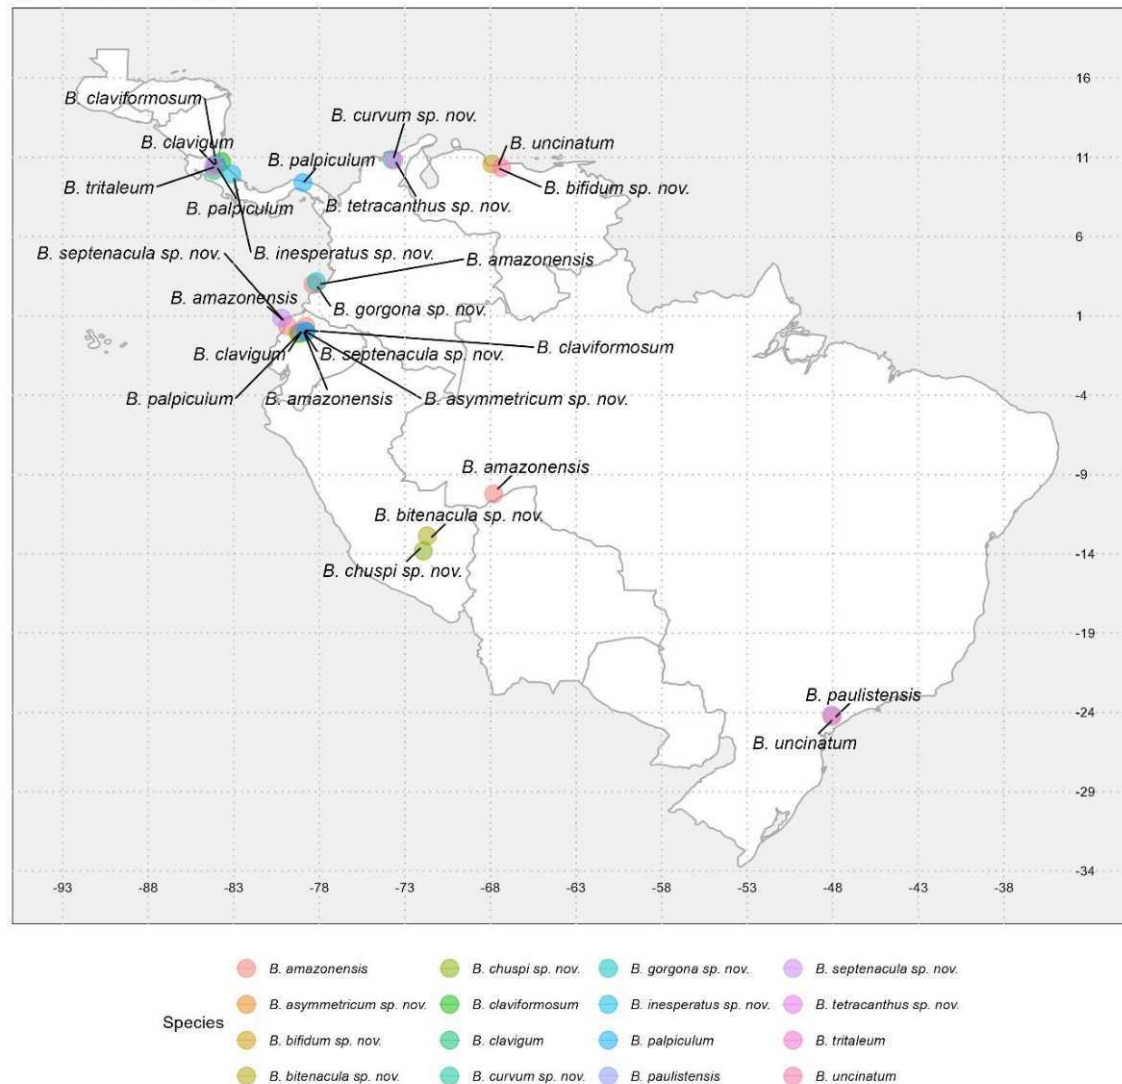 16
B. claviformosum
B. curvum sp. nov.
B. clavigum
B. uncinatum
B. palpiculum
11
B. tritaleum
B. bifidum sp. nov.
B. palpiculum
B. tetracanthus sp. nov.
B. septenacula sp. nov.
B. inesperatus sp. nov.
6
B. amazonensis
B. amazonensis
B. gorgona sp. nov.
1
B. clavigum
B. septenacula sp. nov.
B. claviformosum
B. palpiculum
B. amazonensis
B. asymmetricum sp. nov.
-4
B. amazonensis
-9
B. bitenacula sp. nov.
-14
B. chuspi sp. nov.
-19
B. paulistensis
-24
B. uncinatum
-29
-34
-93 -88 -83 -78 -73 -68 -63 -58 -53 -48 -43 -38
Species
B. amazonensis
B. asymmetricum sp. nov.
B. bifidum sp. nov.
B. bitenacula sp. nov.
B. chuspi sp. nov.
B. claviformosum
B. clavigum
B. curvum sp. nov.
B. gorgona sp. nov.
B. inesperatus sp. nov.
B. palpiculum
B. paulistensis
B. septenacula sp. nov.
B. tetracanthus sp. nov.
B. tritaleum
B. uncinatum